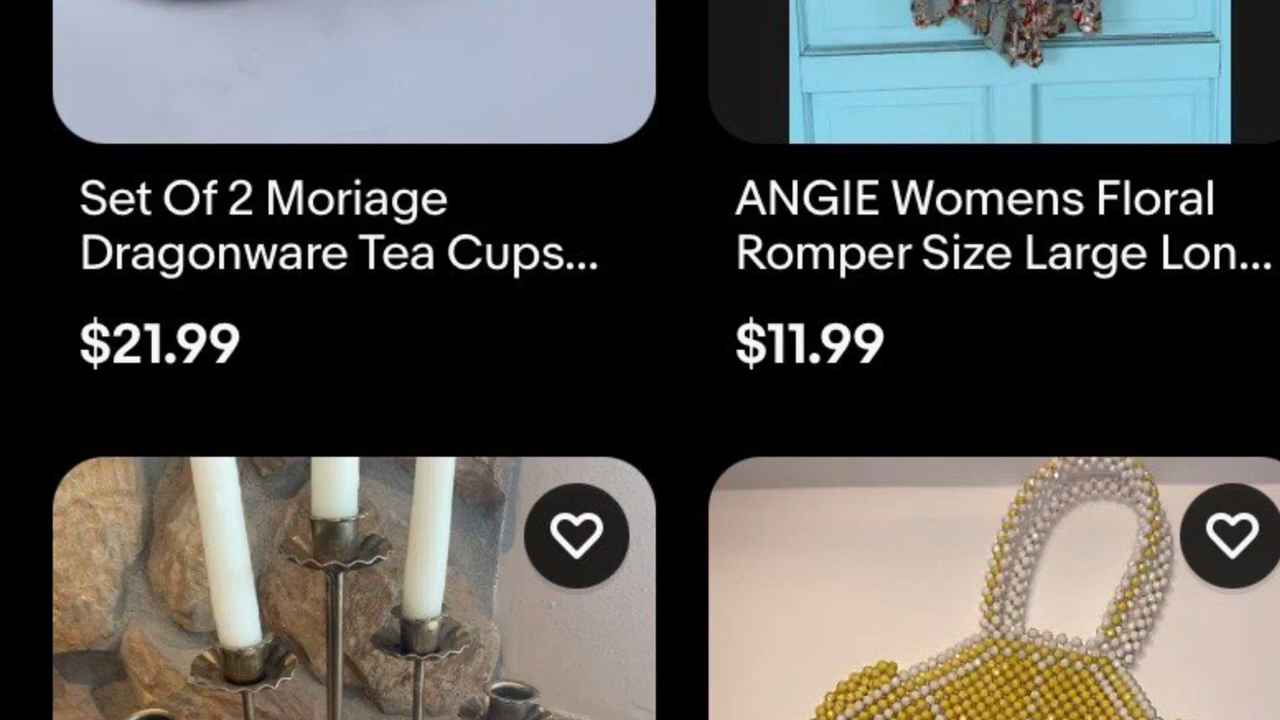 Set Of 2 Moriage
Dragonware Tea Cups...
$21.99
ANGIE Womens Floral
Romper Size Large Lon...
$11.99